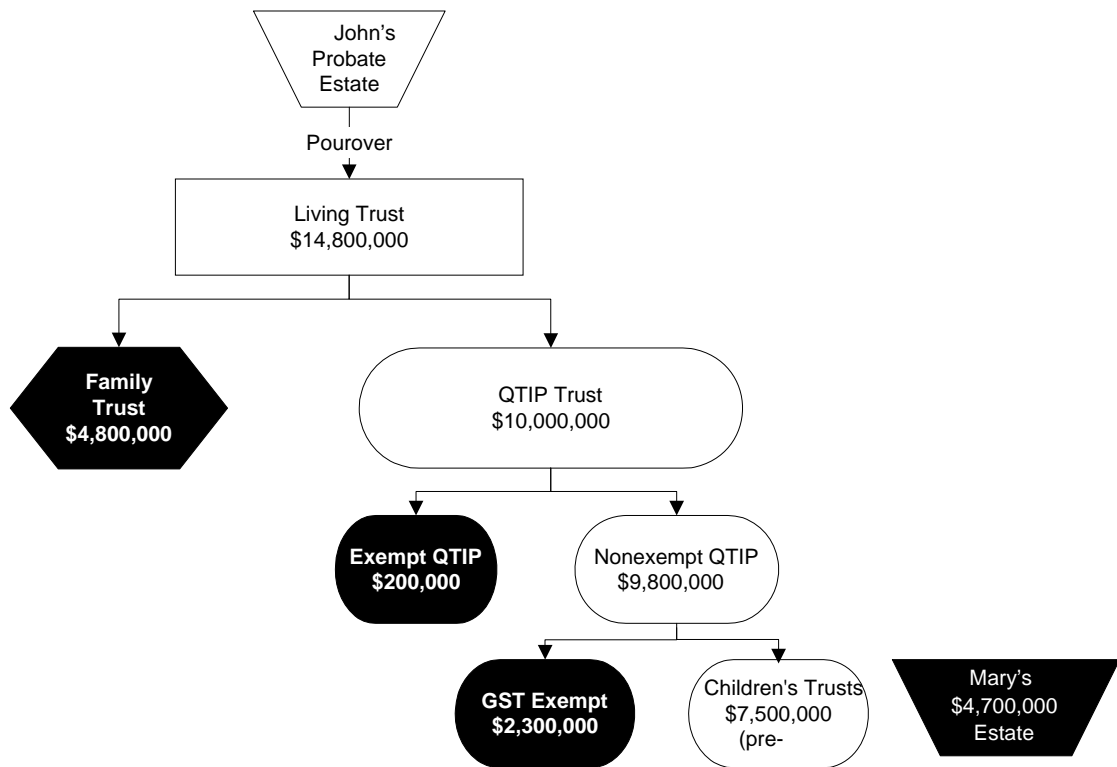 John's
Probate
Estate
Pourover
Living Trust
$14,800,000
Family
Trust
$4,800,000
QTIP Trust
$10,000,000
Exempt QTIP
$200,000
Nonexempt QTIP
$9,800,000
GST Exempt
$2,300,000
Children's Trusts
$7,500,000
(pre-
Mary's
$4,700,000
Estate